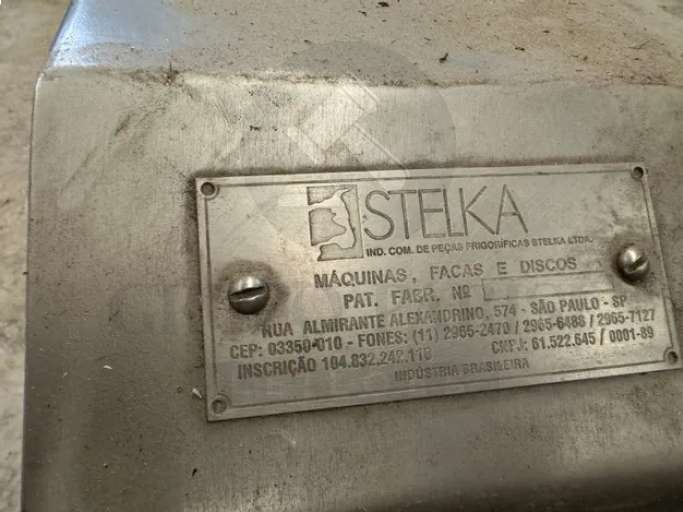 STELKA
IND. COM. DE PEÇAS FRIGORÍFICAS STELKA LTDA.
MÁQUINAS, FACAS E DISCOS
PAT. FABR. Nº
RUA ALMIRANTE ALEXANDRINO, 574 - SÃO PAULO - SP
CEP: 03350-010 - FONES: (11) 2965-2470 / 2965-6488 / 2965-7127
INSCRIÇÃO 104.832.242.110 CNPJ: 61.522.645 / 0001-89
INDÚSTRIA BRASILEIRA